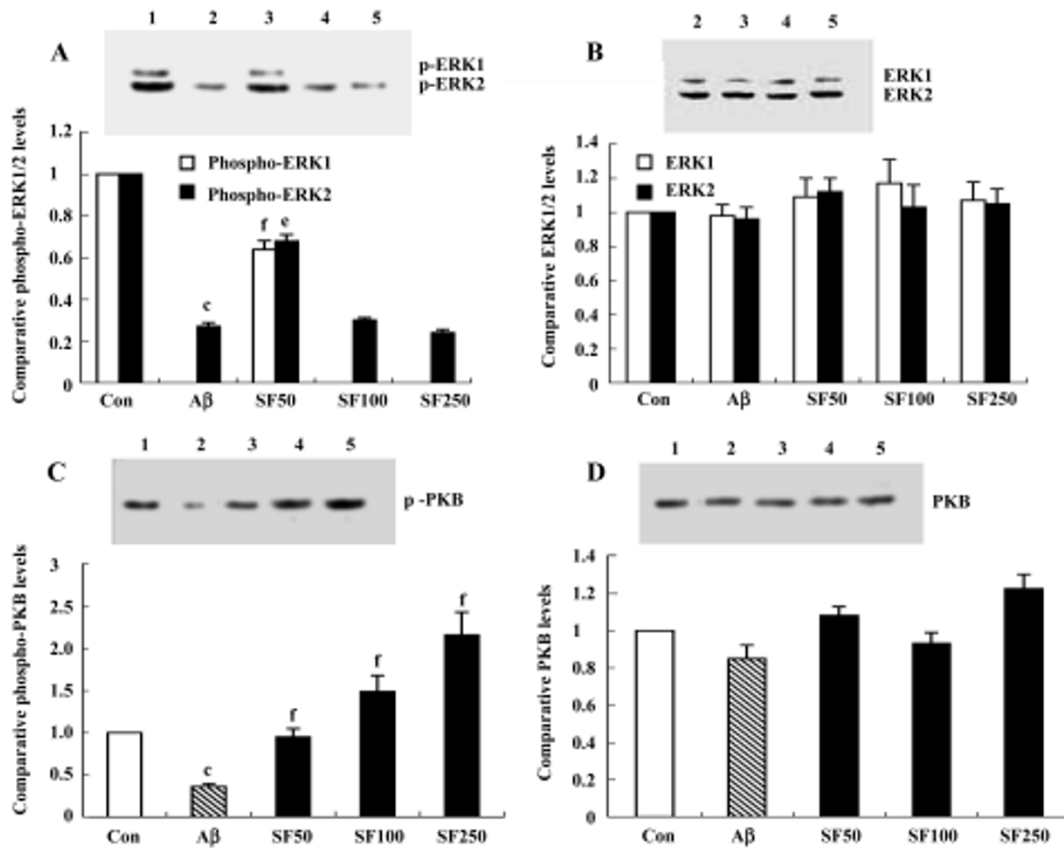 A
1 2 3 4 5
p-ERK1
p-ERK2
Comparative phospho-ERK1/2 levels
1.2
1
0.8
0.6
0.4
0.2
0
Phospho-ERK1
Phospho-ERK2
c
f e
Con Aβ SF50 SF100 SF250
B
2 3 4 5
ERK1
ERK2
Comparative ERK1/2 levels
1.4
1.2
1
0.8
0.6
0.4
0.2
0
ERK1
ERK2
Con Aβ SF50 SF100 SF250
C
1 2 3 4 5
p -PKB
Comparative phospho-PKB levels
3
2.5
2.0
1.5
1.0
0.5
0
c
f
f
f
Con Aβ SF50 SF100 SF250
D
1 2 3 4 5
PKB
Comparative PKB levels
1.4
1.2
1
0.8
0.6
0.4
0.2
0
Con Aβ SF50 SF100 SF250